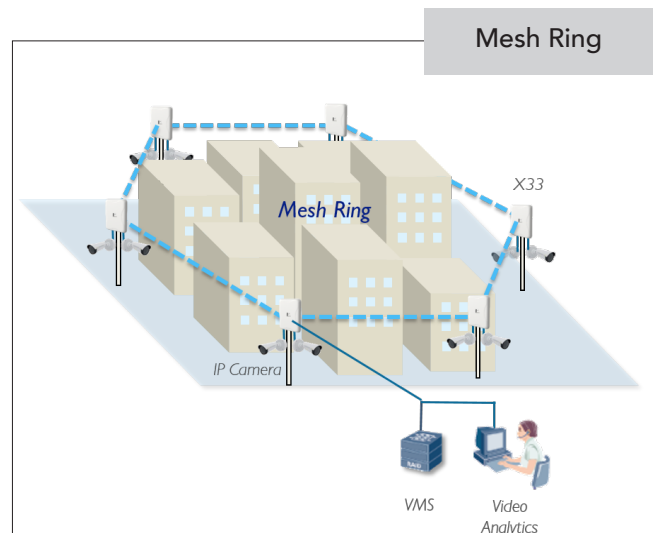 Mesh Ring
X33
Mesh Ring
IP Camera
VMS
Video
Analytics